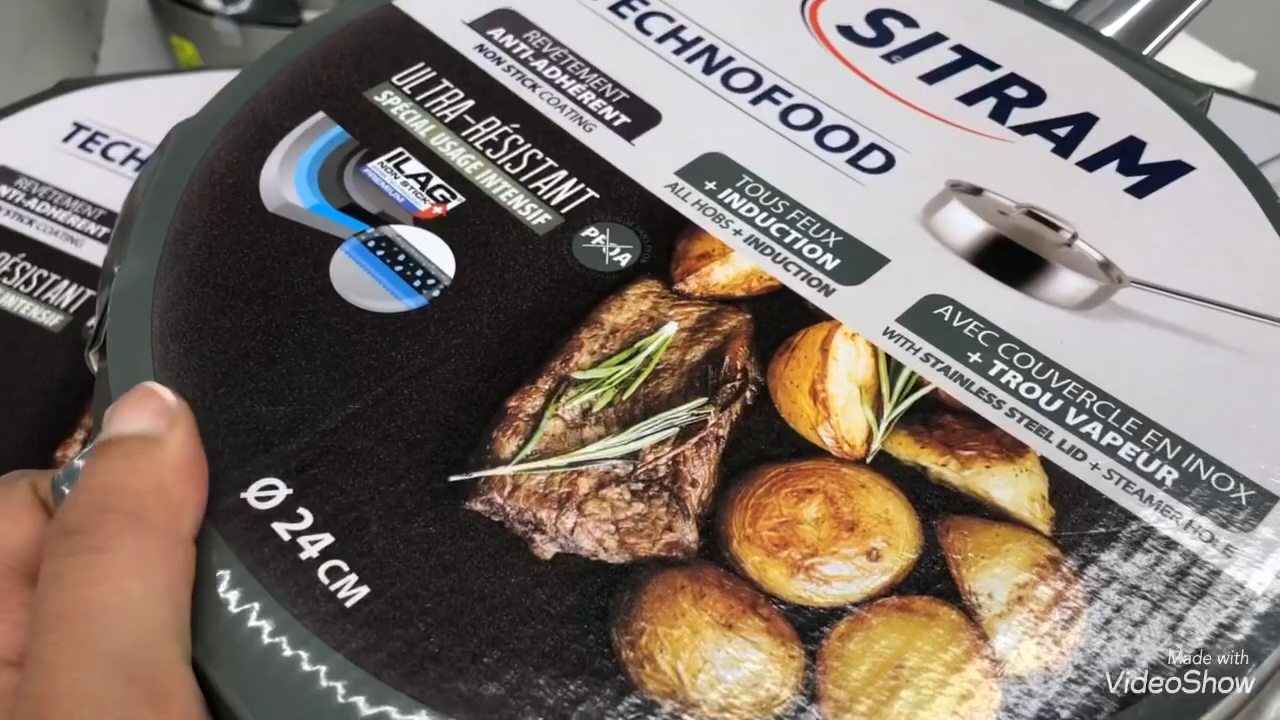 SITRAM
TECHNOFOOD
REVÊTEMENT
ANTI-ADHÉRENT
NON STICK COATING
ULTRA-RÉSISTANT
SPÉCIAL USAGE INTENSIF
ILAG
NON STICK
PREMIUM
PFOA
TOUS FEUX
+ INDUCTION
ALL HOBS + INDUCTION
AVEC COUVERCLE EN INOX
+ TROU VAPEUR
WITH STAINLESS STEEL LID + STEAMER HOLE
Ø 24 CM
TECH
REVÊTEMENT
ANTI-ADHÉRENT
STICK COATING
RÉSISTANT
INTENSIF
Made with
VideoShow